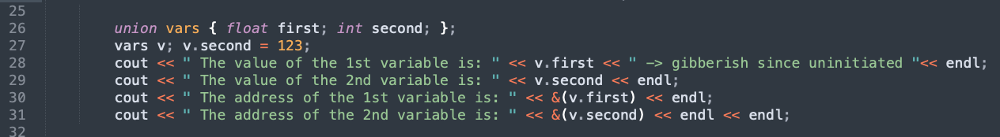 25
26 union vars { float first; int second; };
27 vars v; v.second = 123;
28 cout << " The value of the 1st variable is: " << v.first << " -> gibberish since uninitiated "<< endl;
29 cout << " The value of the 2nd variable is: " << v.second << endl;
30 cout << " The address of the 1st variable is: " << &(v.first) << endl;
31 cout << " The address of the 2nd variable is: " << &(v.second) << endl << endl;
32